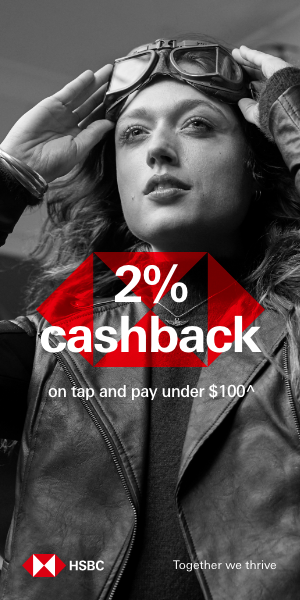 2%
cashback
on tap and pay under $100^
HSBC
Together we thrive